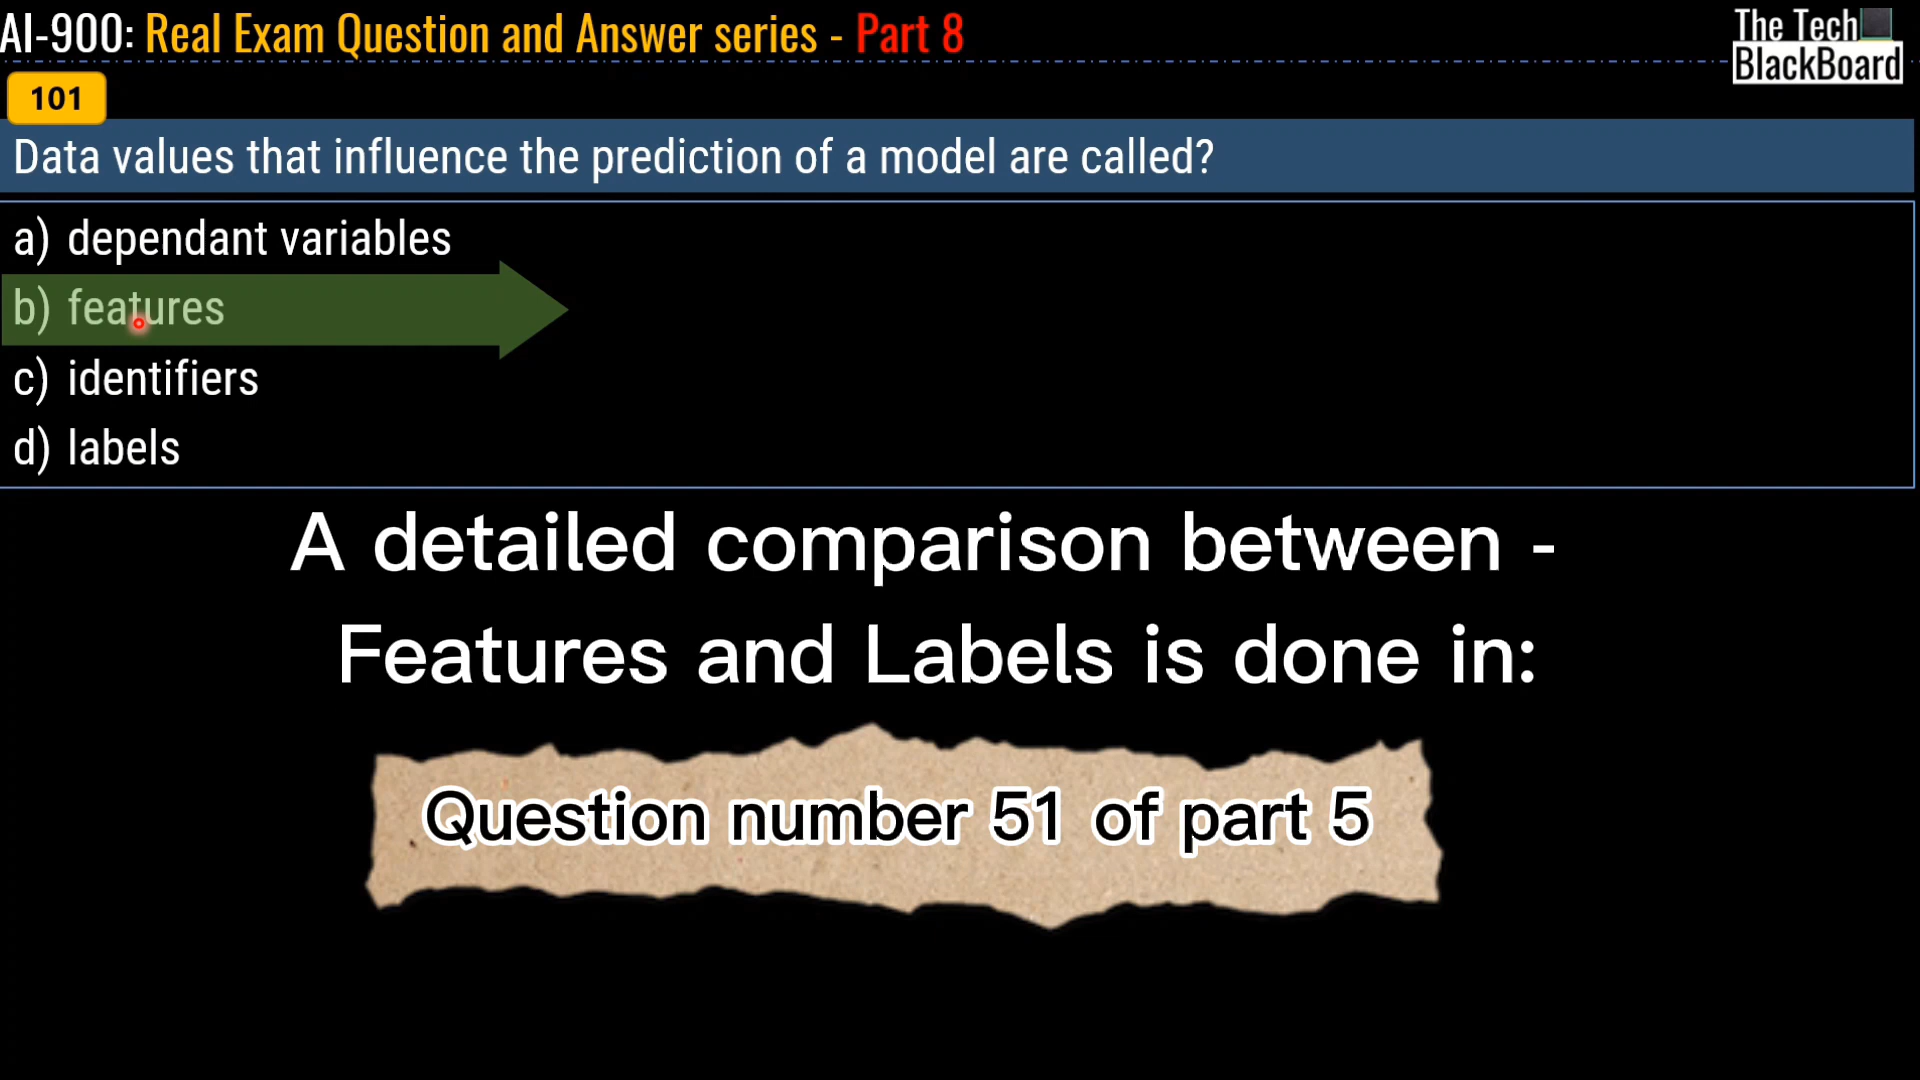 AI-900: Real Exam Question and Answer series - Part 8
The Tech
BlackBoard
101
Data values that influence the prediction of a model are called?
a) dependant variables
b) features
c) identifiers
d) labels
A detailed comparison between -
Features and Labels is done in:
Question number 51 of part 5